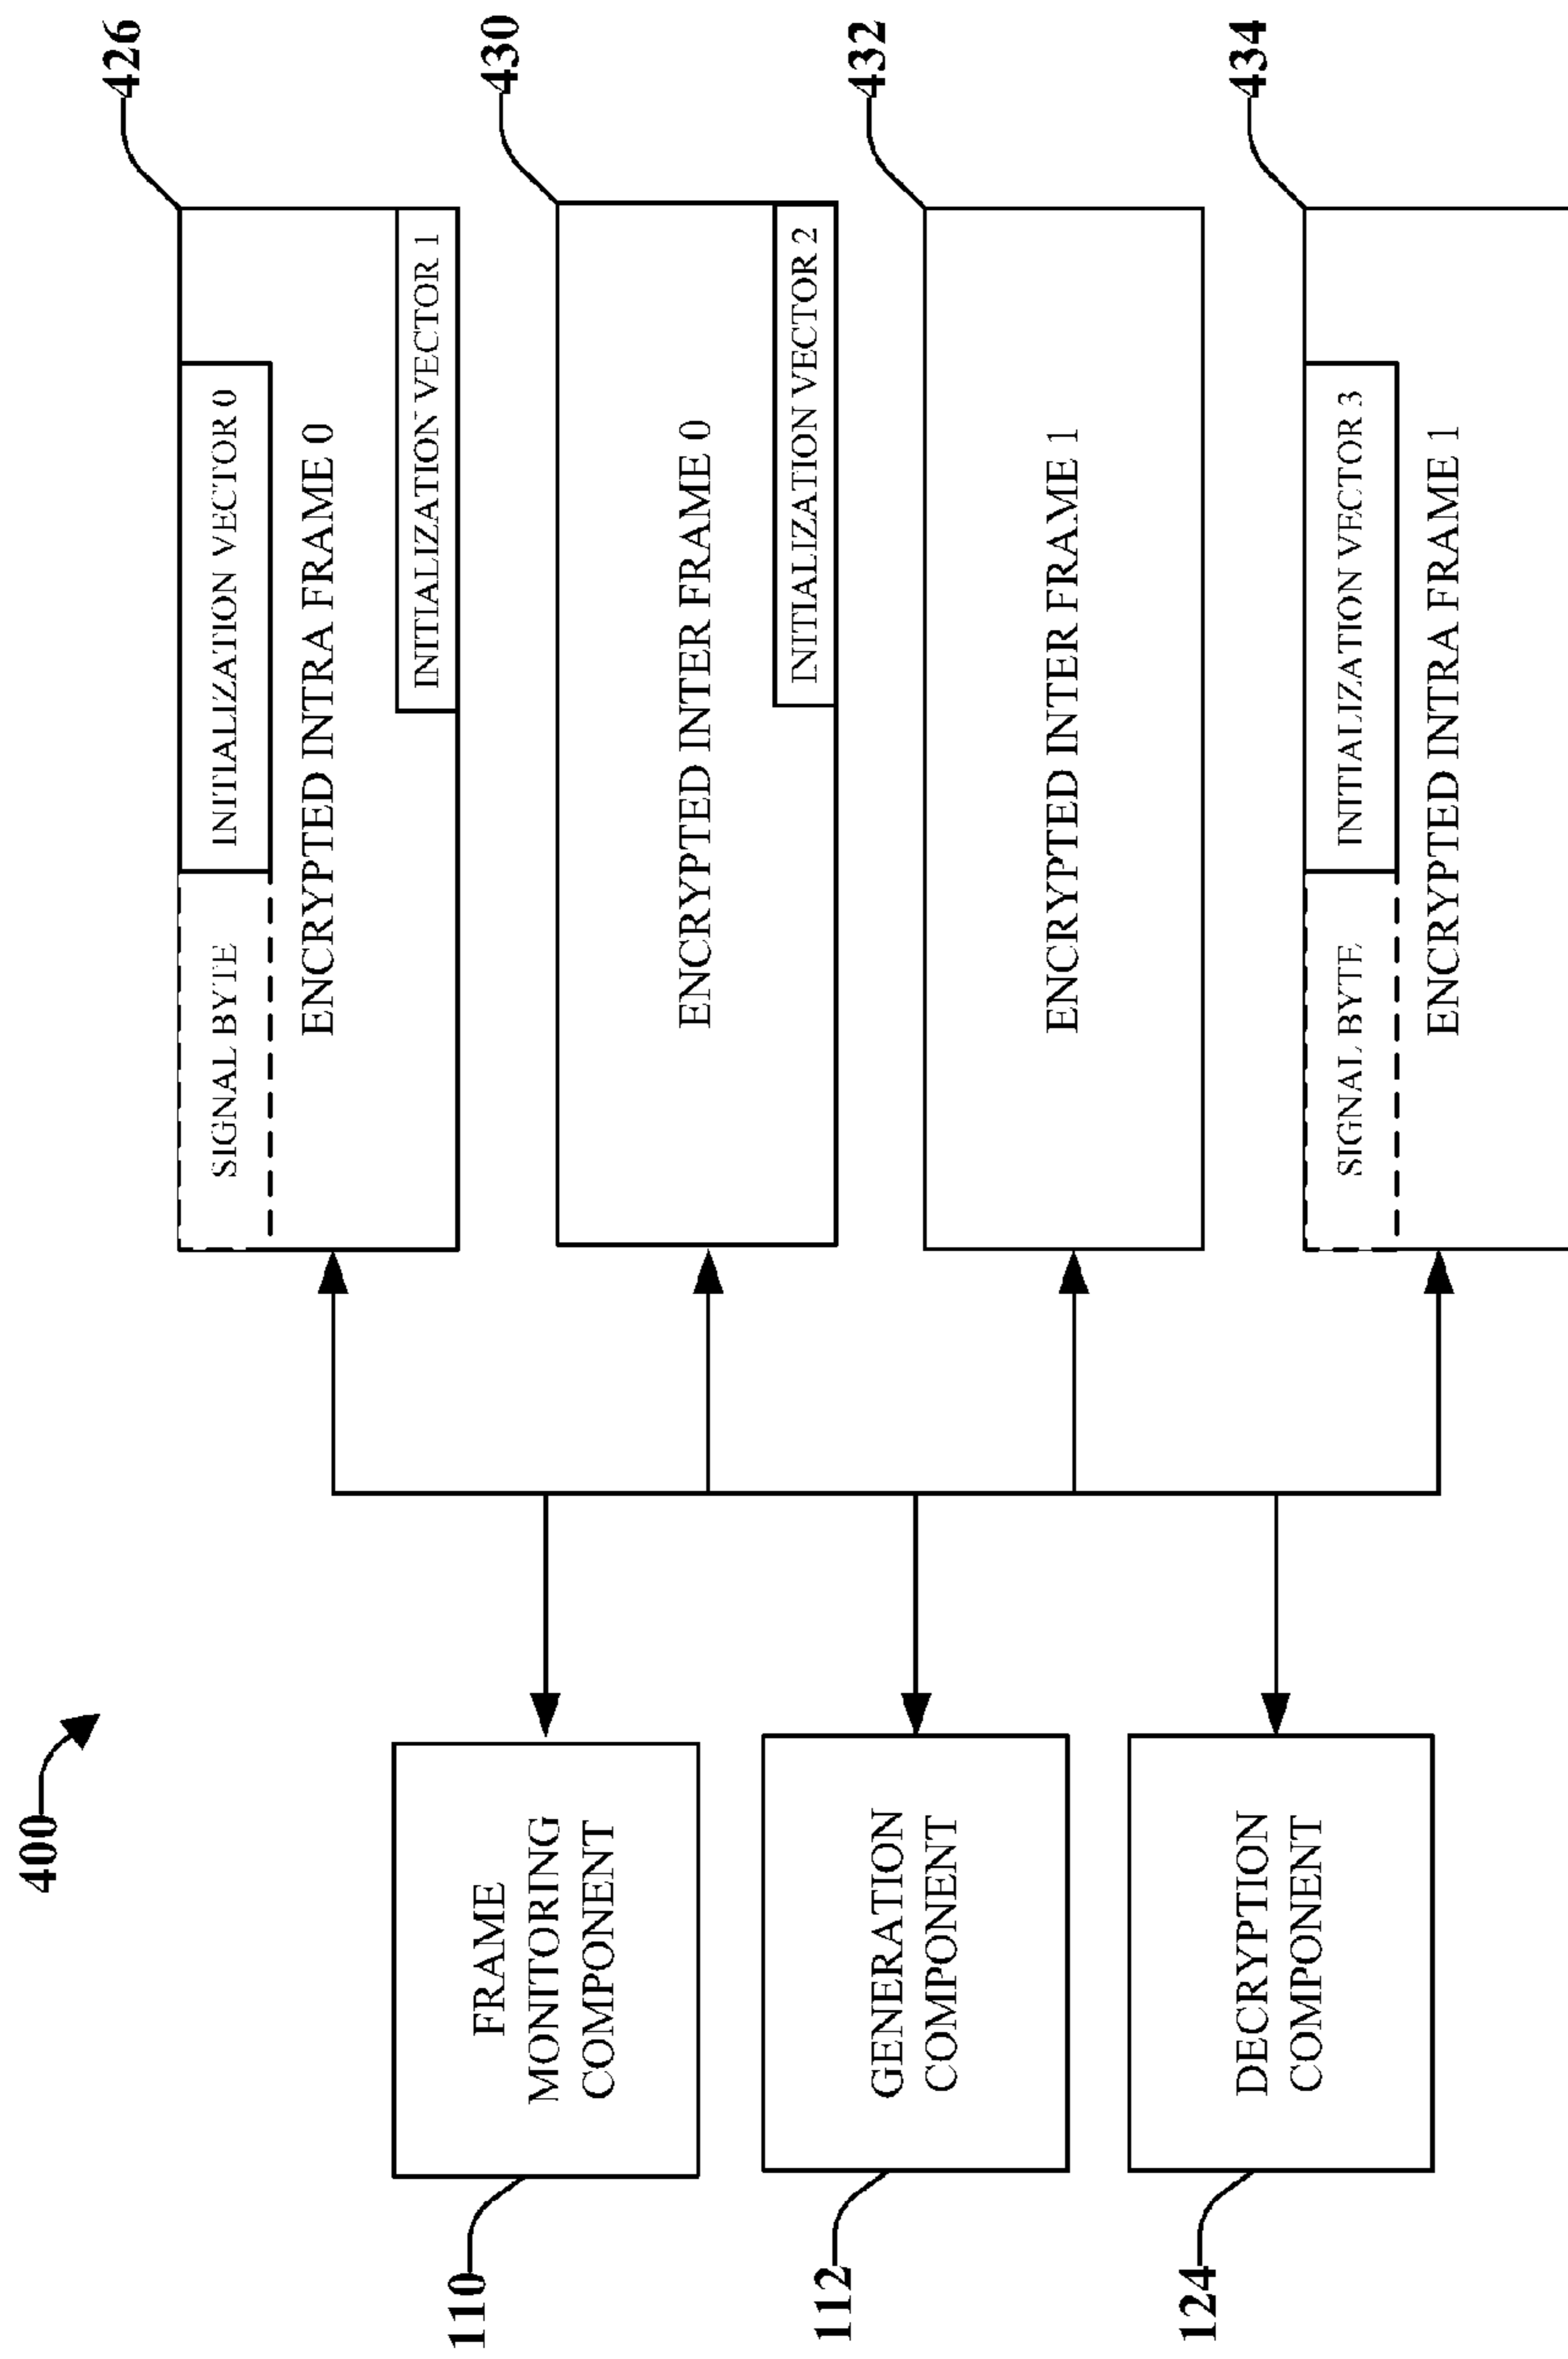 400
110
FRAME
MONITORING
COMPONENT
112
GENERATION
COMPONENT
124
DECRYPTION
COMPONENT
426
SIGNAL BYTE
INITIALIZATION VECTOR 0
ENCRYPTED INTRA FRAME 0
INITIALIZATION VECTOR 1
430
ENCRYPTED INTER FRAME 0
INITIALIZATION VECTOR 2
432
ENCRYPTED INTER FRAME 1
434
SIGNAL BYTE
INITIALIZATION VECTOR 3
ENCRYPTED INTRA FRAME 1